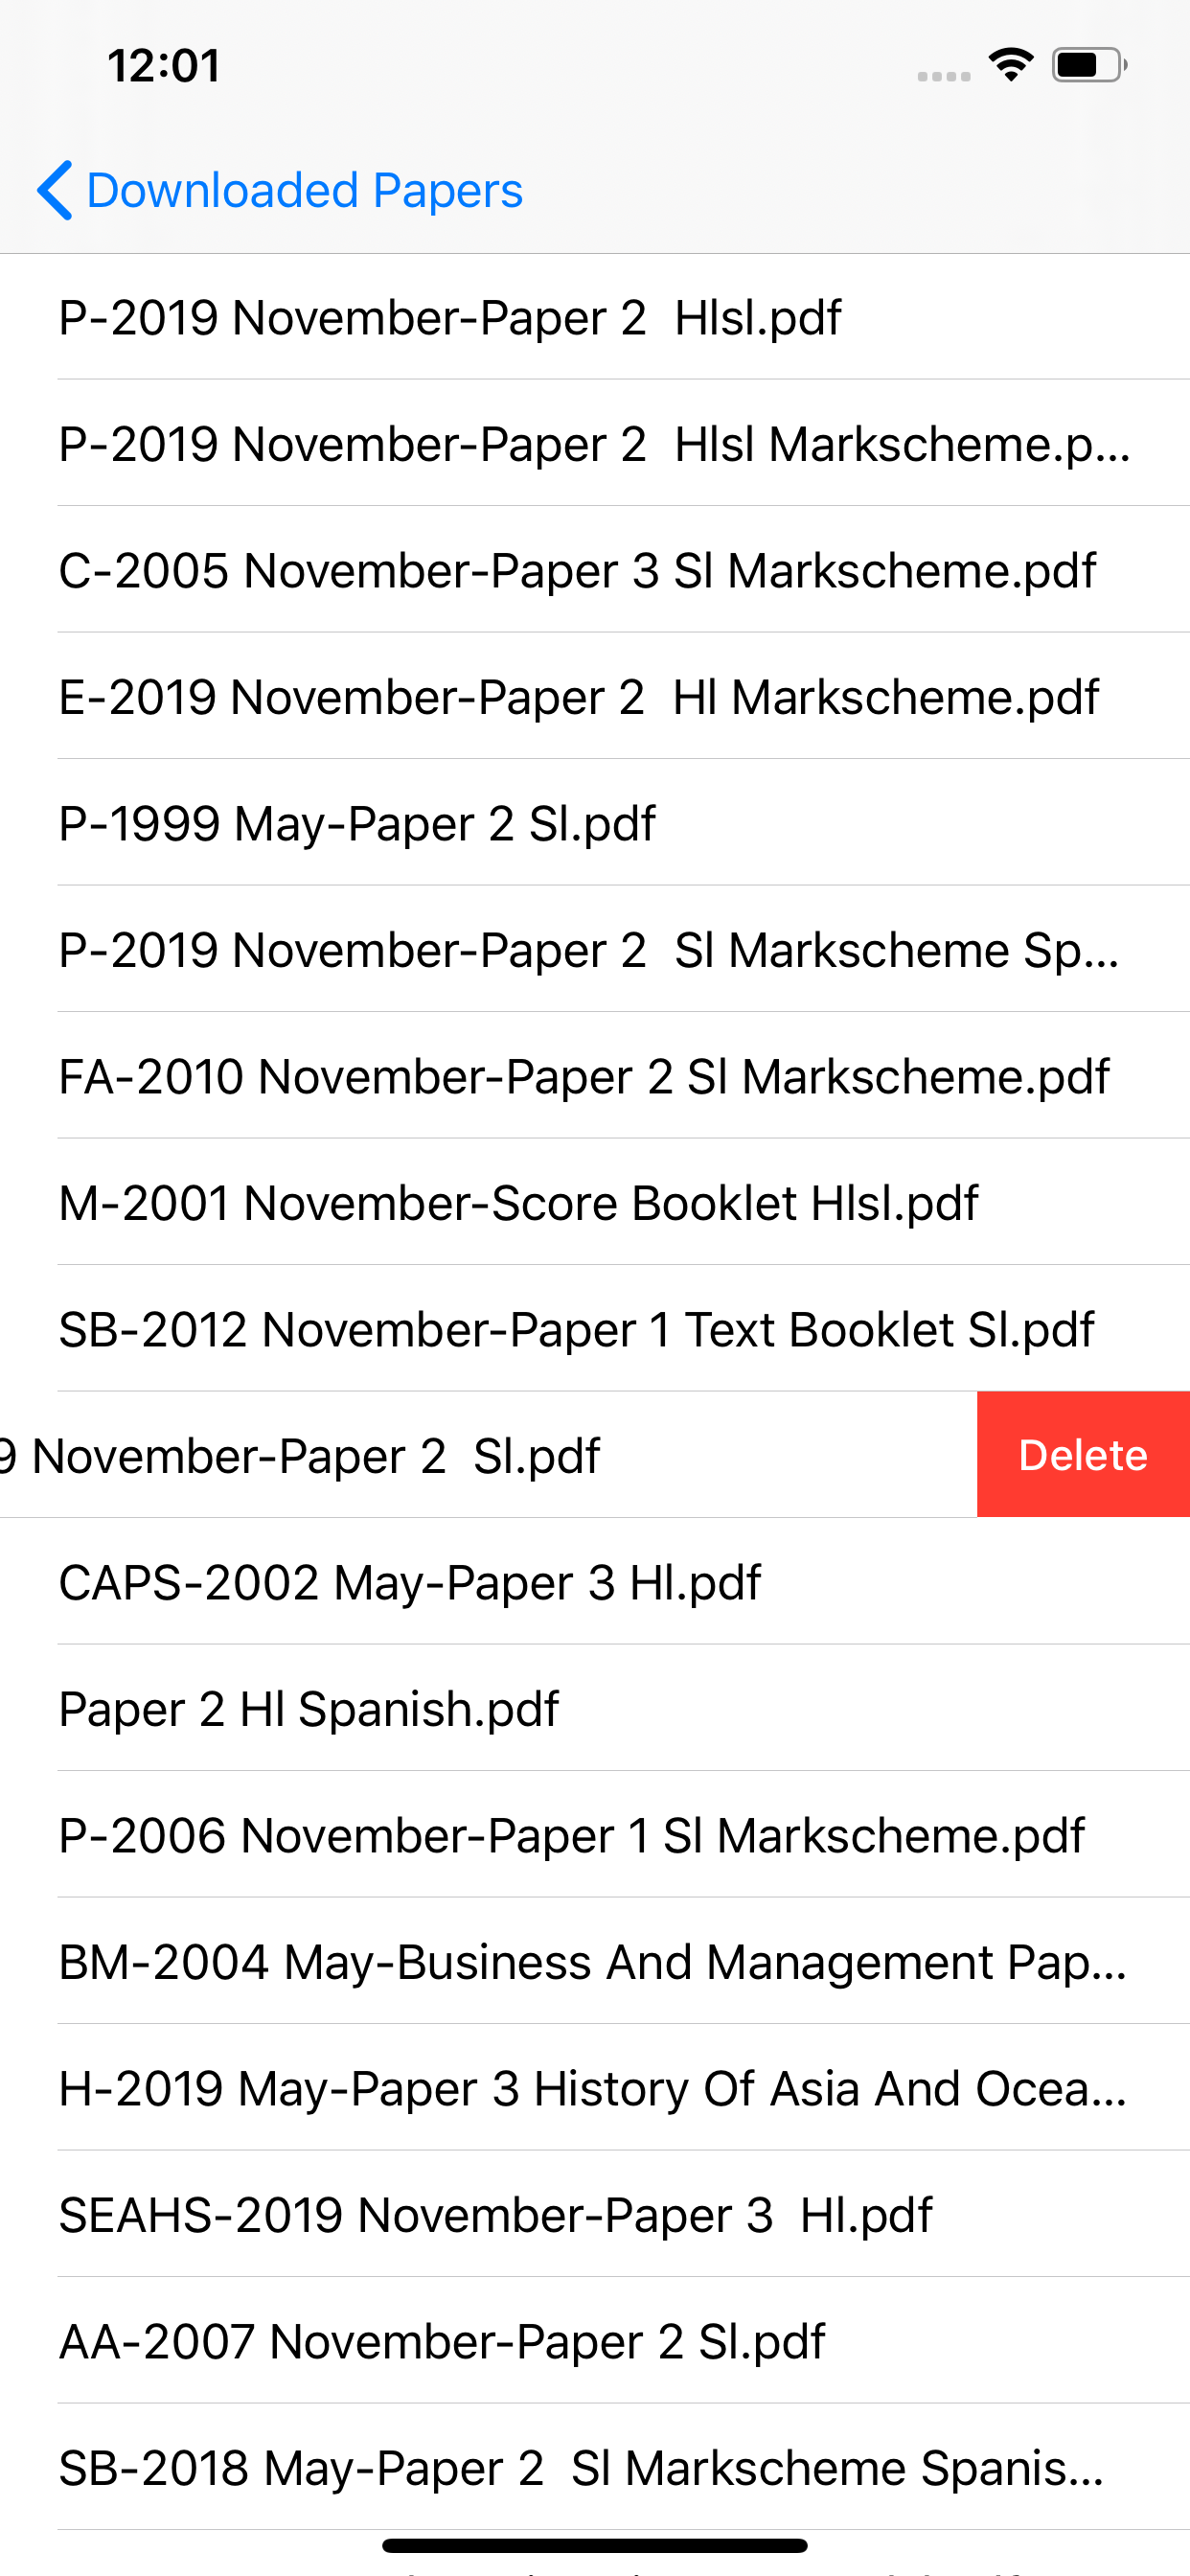 12:01
Downloaded Papers
P-2019 November-Paper 2  Hlsl.pdf
P-2019 November-Paper 2  Hlsl Markscheme.p...
C-2005 November-Paper 3 Sl Markscheme.pdf
E-2019 November-Paper 2  Hl Markscheme.pdf
P-1999 May-Paper 2 Sl.pdf
P-2019 November-Paper 2  Sl Markscheme Sp...
FA-2010 November-Paper 2 Sl Markscheme.pdf
M-2001 November-Score Booklet Hlsl.pdf
SB-2012 November-Paper 1 Text Booklet Sl.pdf
9 November-Paper 2  Sl.pdf Delete
CAPS-2002 May-Paper 3 Hl.pdf
Paper 2 Hl Spanish.pdf
P-2006 November-Paper 1 Sl Markscheme.pdf
BM-2004 May-Business And Management Pap...
H-2019 May-Paper 3 History Of Asia And Ocea...
SEAHS-2019 November-Paper 3  Hl.pdf
AA-2007 November-Paper 2 Sl.pdf
SB-2018 May-Paper 2  Sl Markscheme Spanis...